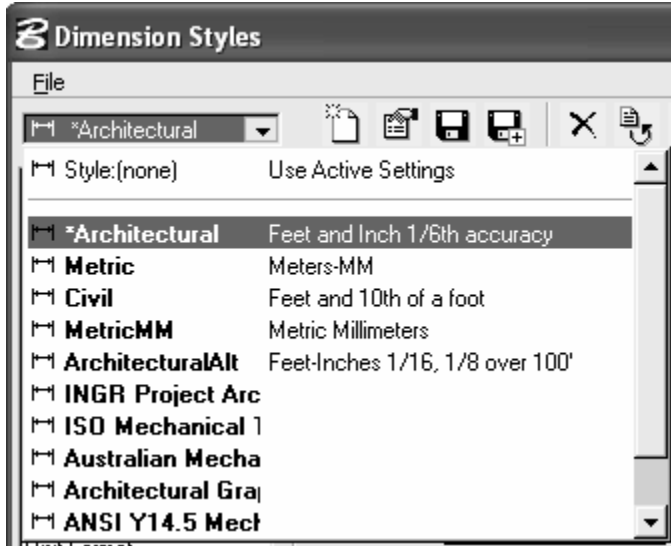 Dimension Styles
File
*Architectural
Style:(none) Use Active Settings
*Architectural Feet and Inch 1/6th accuracy
Metric Meters-MM
Civil Feet and 10th of a foot
MetricMM Metric Millimeters
ArchitecturalAlt Feet-Inches 1/16, 1/8 over 100'
INGR Project Arc
ISO Mechanical
Australian Mecha
Architectural Gra
ANSI Y14.5 Mech